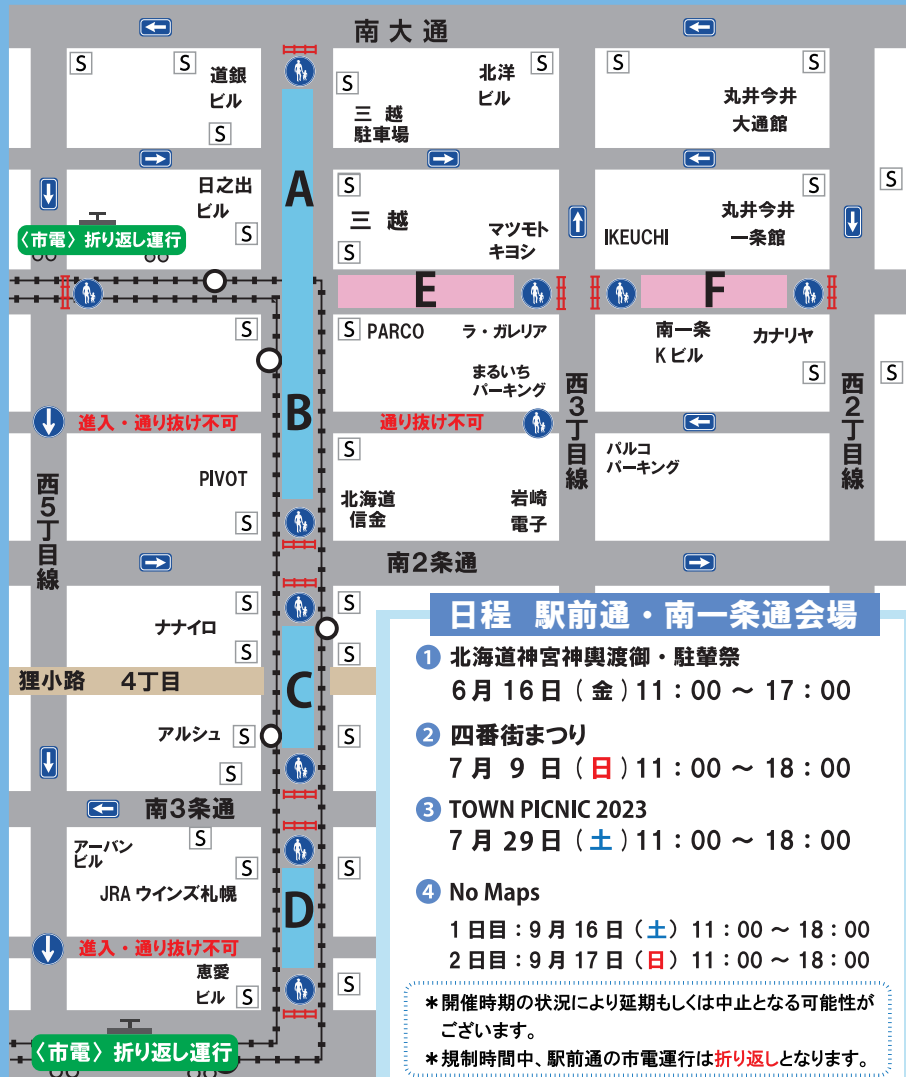 南大通
S
S
道銀
ビル
S
S
三 越
駐車場
北洋
ビル
S
S
S
丸井今井
大通館
A
日之出
ビル
S
S
三 越
S
マツモト
キヨシ
IKEUCHI
S
丸井今井
一条館
S
〈市電〉折り返し運行
E
F
S
S
PARCO
ラ・ガレリア
まるいち
パーキング
南一条
Kビル
カナリヤ
S
S
西3丁目線
西2丁目線
B
進入・通り抜け不可
通り抜け不可
西5丁目線
PIVOT
S
S
北海道
信金
岩崎
電子
パルコ
パーキング
南2条通
ナナイロ
S
S
S
S
狸小路 4丁目
C
アルシュ
S
S
S
南3条通
アーバン
ビル
S
S
S
JRA ウインズ札幌
D
進入・通り抜け不可
恵愛
ビル
S
S
〈市電〉折り返し運行
日程 駅前通・南一条通会場
1 北海道神宮神輿渡御・駐輦祭
6月16日(金)11:00 ~ 17:00
2 四番街まつり
7月 9 日(日)11:00 ~ 18:00
3 TOWN PICNIC 2023
7月29日(土)11:00 ~ 18:00
4 No Maps
1日目:9月16日(土) 11:00 ~ 18:00
2日目:9月17日(日) 11:00 ~ 18:00
*開催時期の状況により延期もしくは中止となる可能性が
ございます。
*規制時間中、駅前通の市電運行は折り返しとなります。